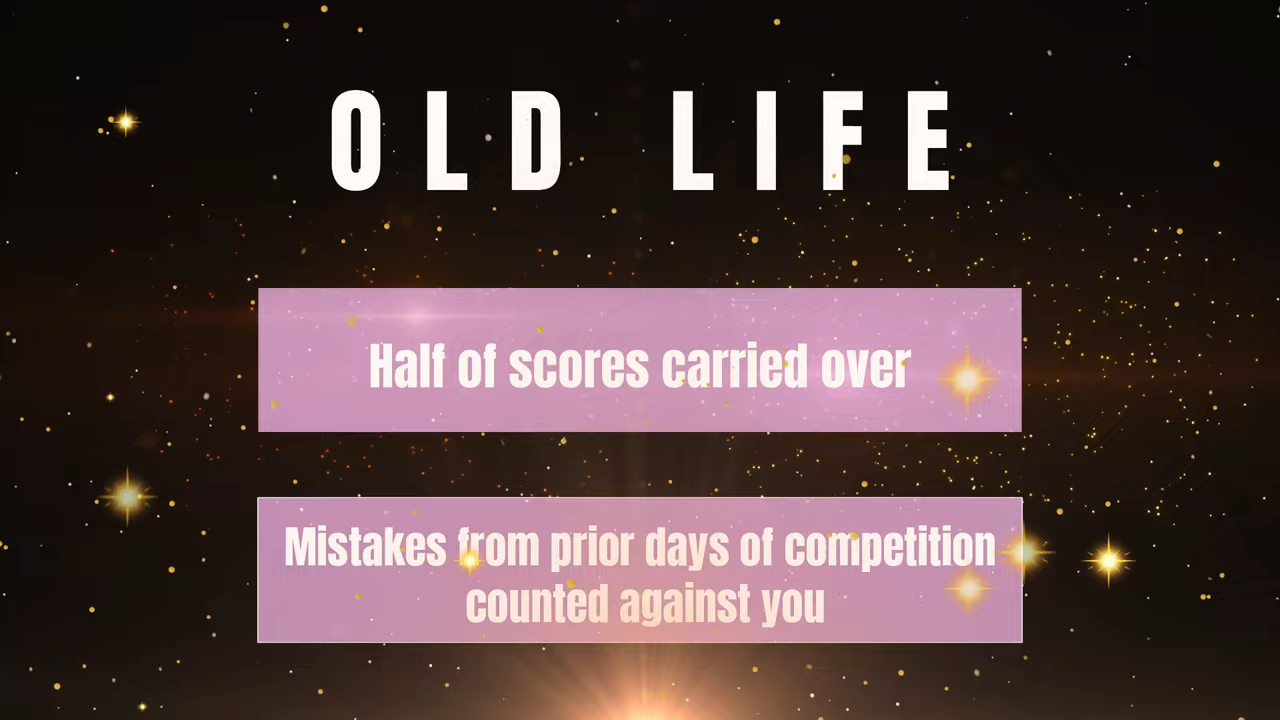 OLD LIFE
Half of scores carried over
Mistakes from prior days of competition
counted against you